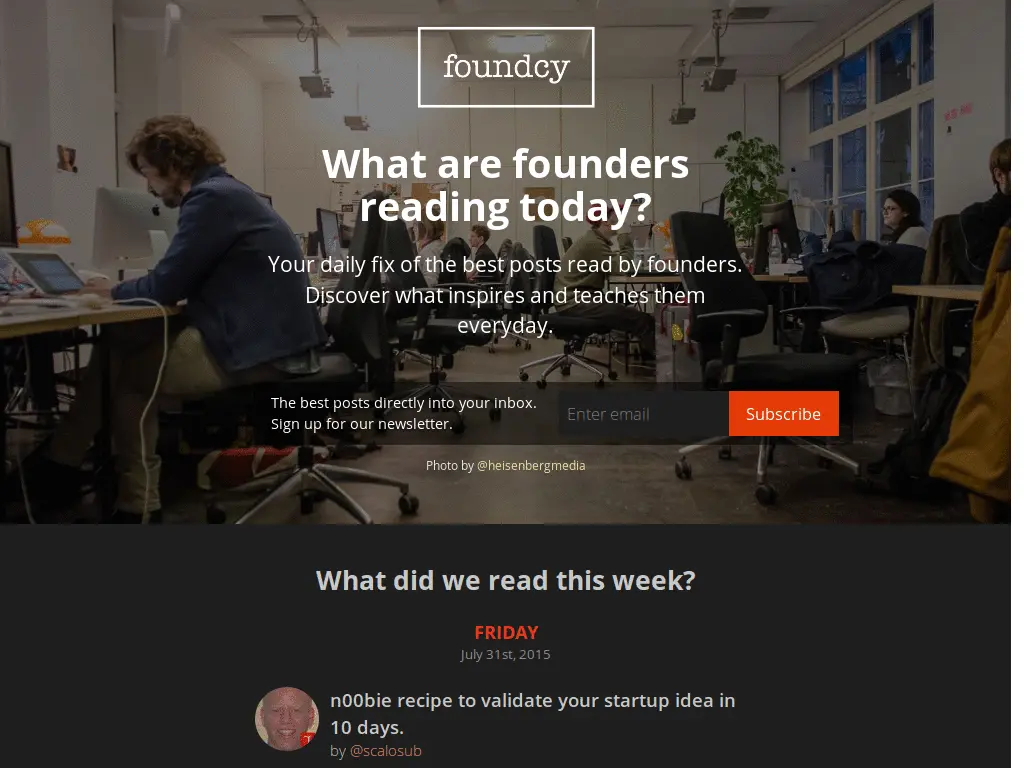 foundcy
What are founders
reading today?
Your daily fix of the best posts read by founders.
Discover what inspires and teaches them
everyday.
The best posts directly into your inbox.
Sign up for our newsletter.
Enter email
Subscribe
Photo by @heisenbergmedia
What did we read this week?
FRIDAY
July 31st, 2015
n00bie recipe to validate your startup idea in
10 days.
by @scalosub